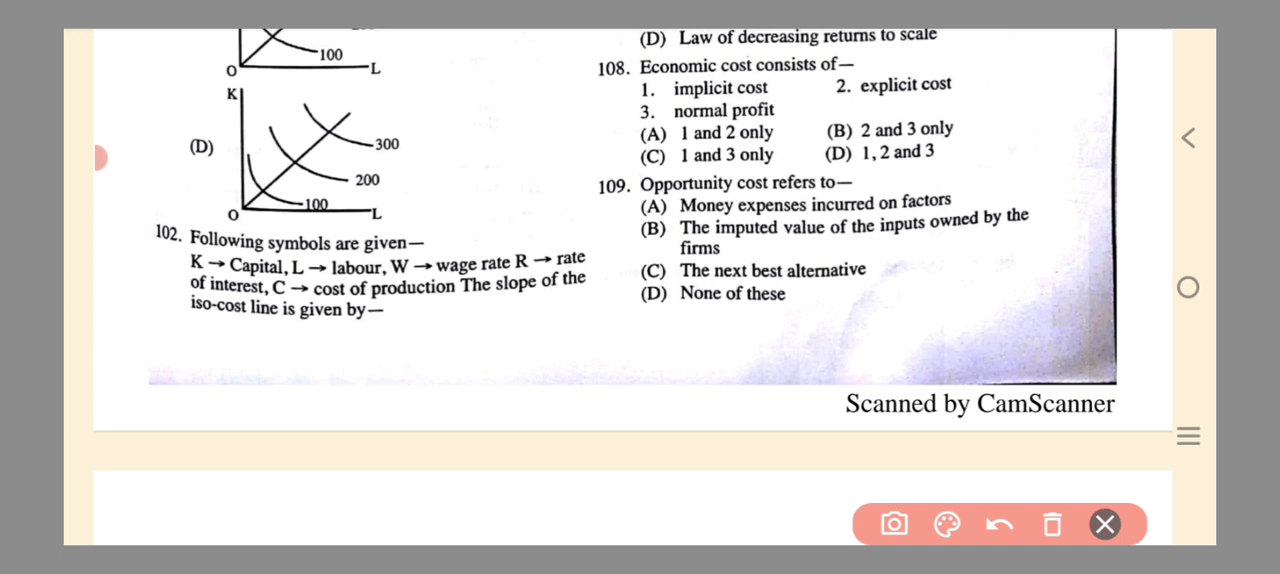 100
O
L
K
(D)
300
200
100
O
L
102. Following symbols are given—
K → Capital, L → labour, W → wage rate R → rate
of interest, C → cost of production The slope of the
iso-cost line is given by—
(D) Law of decreasing returns to scale
108. Economic cost consists of—
1. implicit cost 2. explicit cost
3. normal profit
(A) 1 and 2 only (B) 2 and 3 only
(C) 1 and 3 only (D) 1, 2 and 3
109. Opportunity cost refers to—
(A) Money expenses incurred on factors
(B) The imputed value of the inputs owned by the
firms
(C) The next best alternative
(D) None of these
Scanned by CamScanner